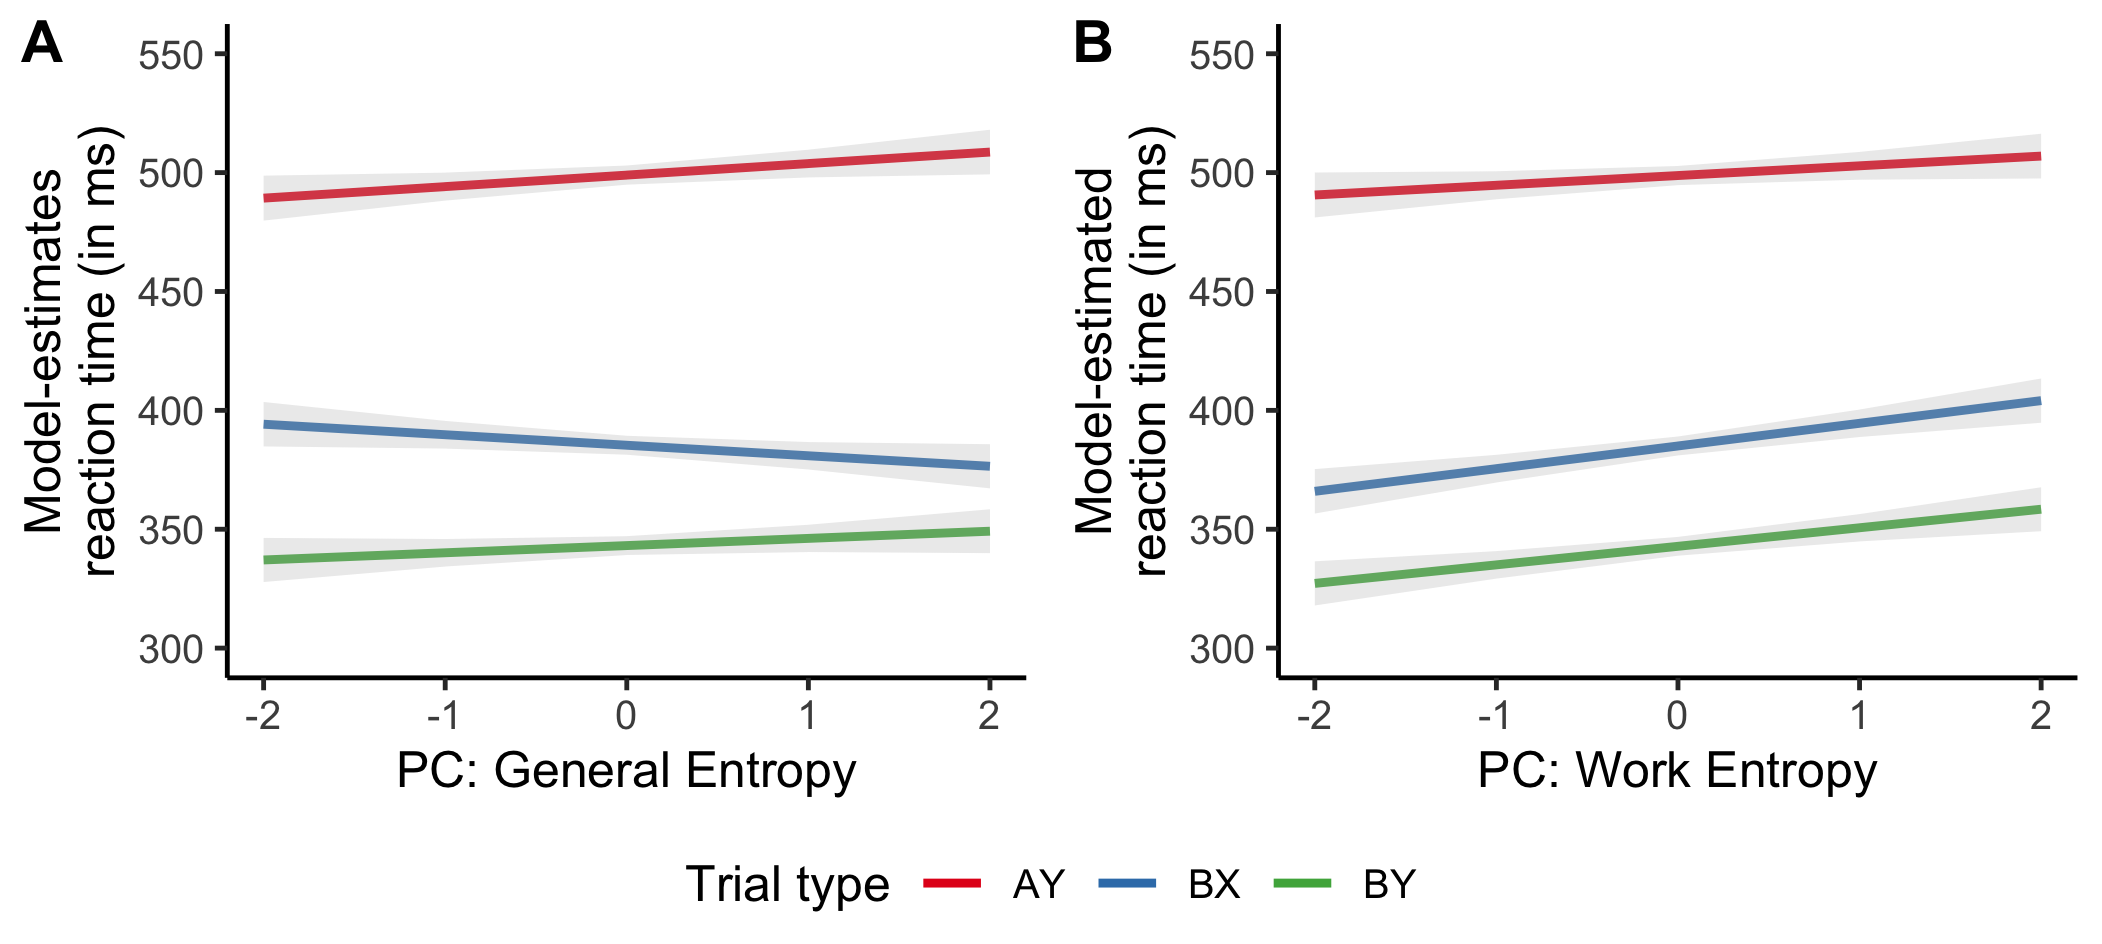 A
Model-estimates
reaction time (in ms)
550
500
450
400
350
300
-2 -1 0 1 2
PC: General Entropy
B
Model-estimated
reaction time (in ms)
550
500
450
400
350
300
-2 -1 0 1 2
PC: Work Entropy
Trial type AY BX BY